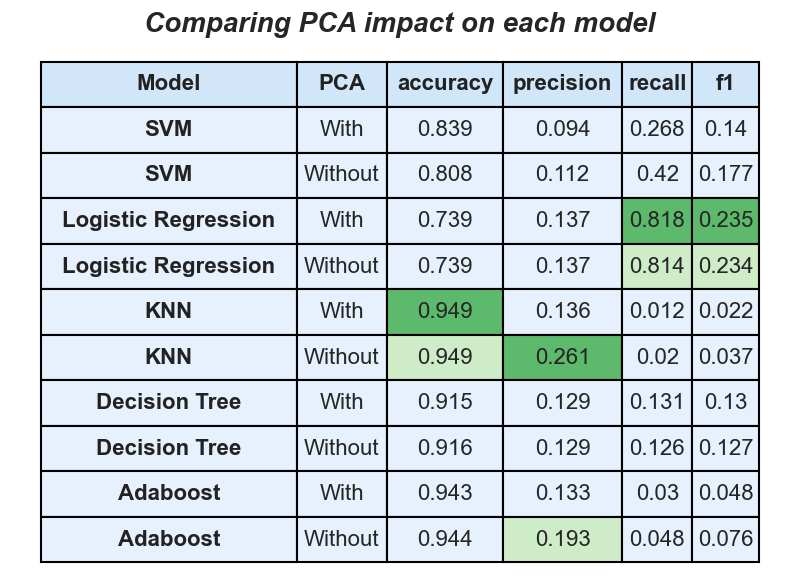 Comparing PCA impact on each model
Model PCA accuracy precision recall f1
SVM With 0.839 0.094 0.268 0.14
SVM Without 0.808 0.112 0.42 0.177
Logistic Regression With 0.739 0.137 0.818 0.235
Logistic Regression Without 0.739 0.137 0.814 0.234
KNN With 0.949 0.136 0.012 0.022
KNN Without 0.949 0.261 0.02 0.037
Decision Tree With 0.915 0.129 0.131 0.13
Decision Tree Without 0.916 0.129 0.126 0.127
Adaboost With 0.943 0.133 0.03 0.048
Adaboost Without 0.944 0.193 0.048 0.076